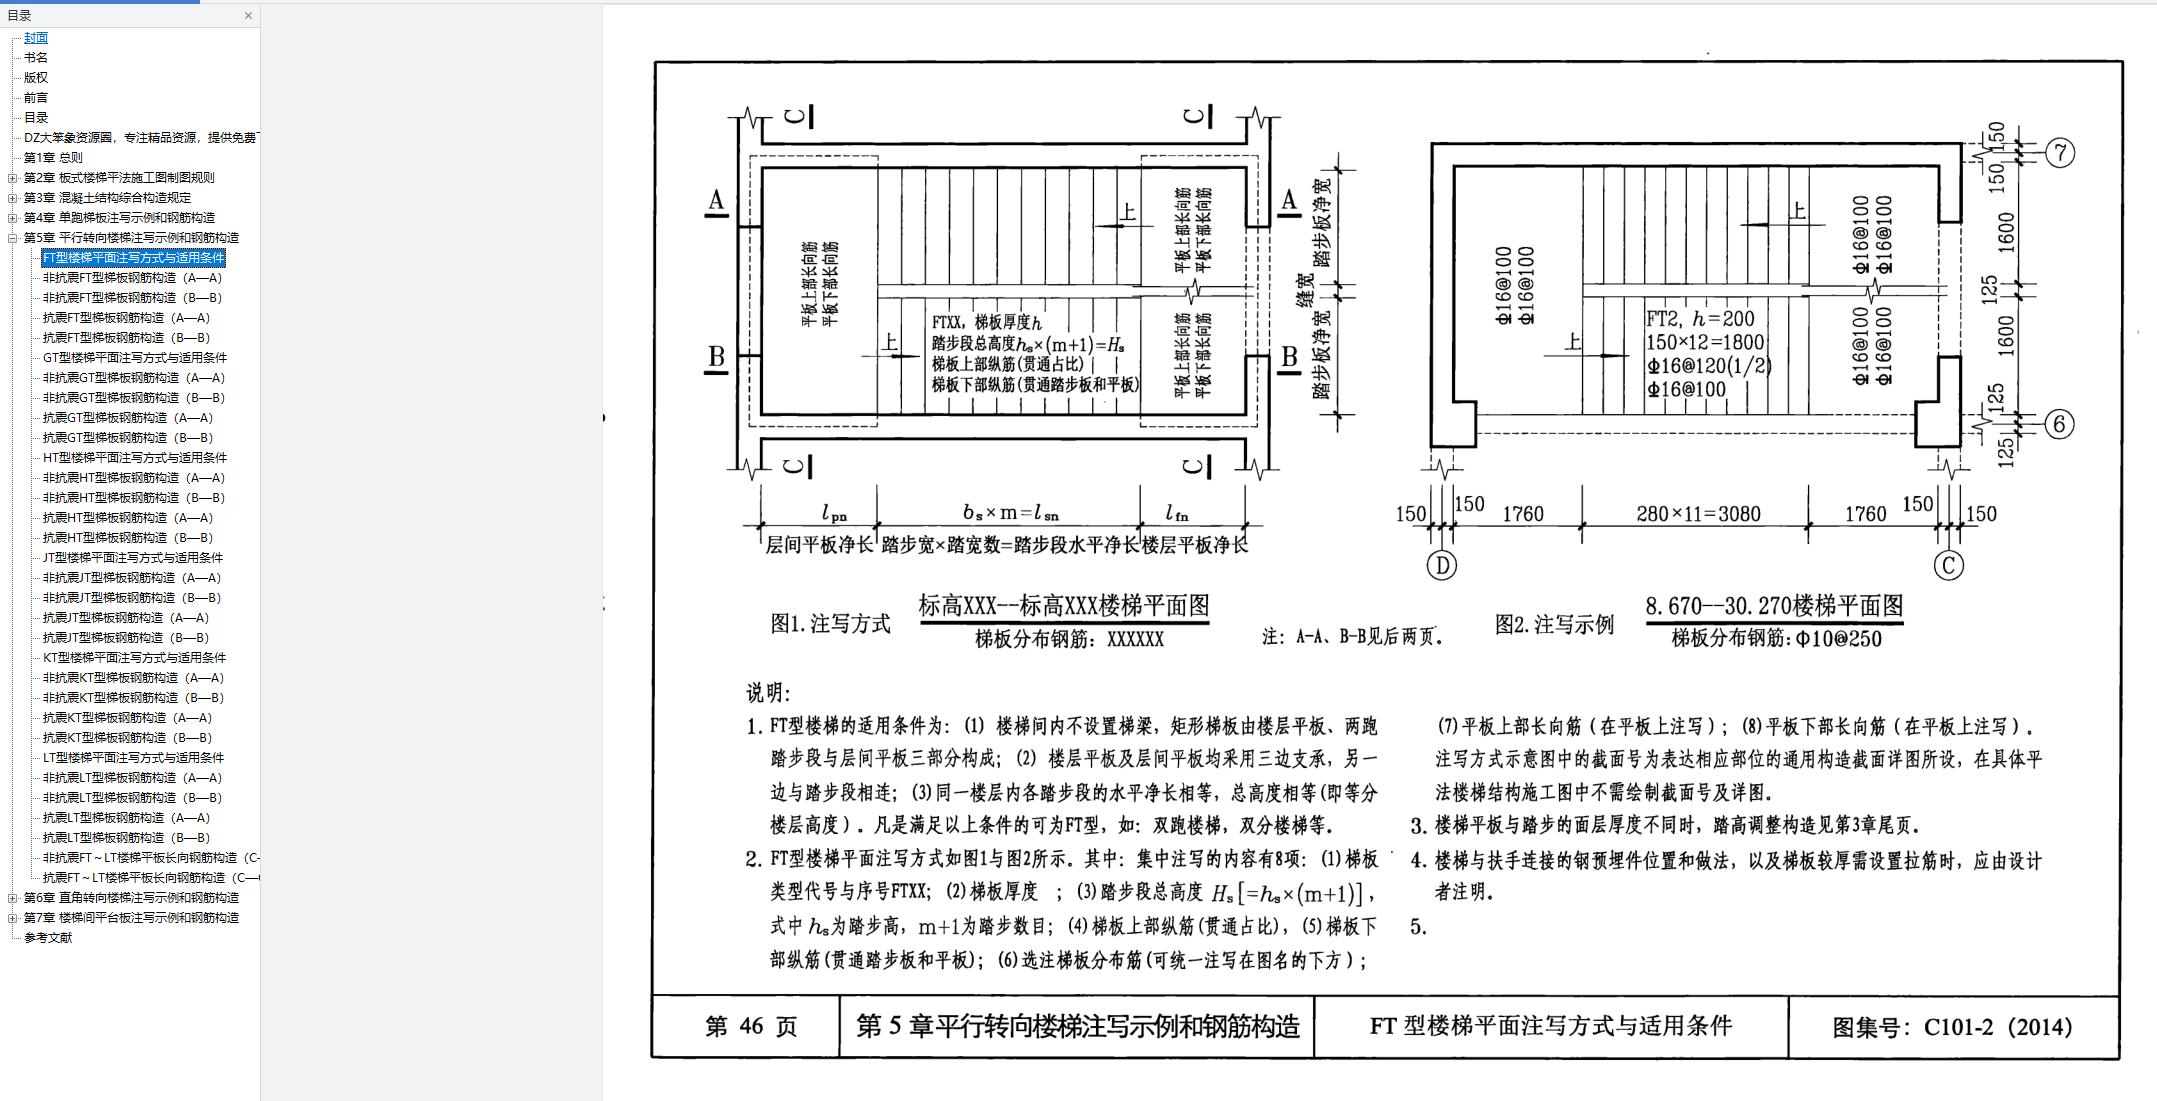 目录
封面
书名
版权
前言
目录
DZ大笨象资源圈，专注精品资源，提供免费
第1章 总则
第2章 板式楼梯平法施工图制图规则
第3章 混凝土结构综合构造规定
第4章 单跑梯板注写示例和钢筋构造
第5章 平行转向楼梯注写示例和钢筋构造
FT型楼梯平面注写方式与适用条件
非抗震FT型梯板钢筋构造（A—A）
非抗震FT型梯板钢筋构造（B—B）
抗震FT型梯板钢筋构造（A—A）
抗震FT型梯板钢筋构造（B—B）
GT型楼梯平面注写方式与适用条件
非抗震GT型梯板钢筋构造（A—A）
非抗震GT型梯板钢筋构造（B—B）
抗震GT型梯板钢筋构造（A—A）
抗震GT型梯板钢筋构造（B—B）
HT型楼梯平面注写方式与适用条件
非抗震HT型梯板钢筋构造（A—A）
非抗震HT型梯板钢筋构造（B—B）
抗震HT型梯板钢筋构造（A—A）
抗震HT型梯板钢筋构造（B—B）
JT型楼梯平面注写方式与适用条件
非抗震JT型梯板钢筋构造（A—A）
非抗震JT型梯板钢筋构造（B—B）
抗震JT型梯板钢筋构造（A—A）
抗震JT型梯板钢筋构造（B—B）
KT型楼梯平面注写方式与适用条件
非抗震KT型梯板钢筋构造（A—A）
非抗震KT型梯板钢筋构造（B—B）
抗震KT型梯板钢筋构造（A—A）
抗震KT型梯板钢筋构造（B—B）
LT型楼梯平面注写方式与适用条件
非抗震LT型梯板钢筋构造（A—A）
非抗震LT型梯板钢筋构造（B—B）
抗震LT型梯板钢筋构造（A—A）
抗震LT型梯板钢筋构造（B—B）
非抗震FT～LT楼梯平板长向钢筋构造（C-
抗震FT～LT楼梯平板长向钢筋构造（C—
第6章 直角转向楼梯注写示例和钢筋构造
第7章 楼梯间平台板注写示例和钢筋构造
参考文献
C
C
A
A
B
B
上
上
平板上部长向筋
平板下部长向筋
平板上部长向筋
平板下部长向筋
平板上部长向筋
平板下部长向筋
FTXX，梯板厚度h
踏步段总高度hs×(m+1)=Hs
梯板上部纵筋(贯通占比)
梯板下部纵筋(贯通踏步板和平板)
踏步板净宽
缝宽
踏步板净宽
C
C
lpn
bs×m=lsn
lfn
层间平板净长
踏步宽×踏宽数=踏步段水平净长
楼层平板净长
图1.注写方式
标高XXX--标高XXX楼梯平面图
梯板分布钢筋：XXXXXX
注：A-A、B-B见后两页。
上
上
Φ16@100
Φ16@100
Φ16@100
Φ16@100
Φ16@100
Φ16@100
FT2, h=200
150×12=1800
Φ16@120(1/2)
Φ16@100
150
150
1600
125
1600
125
125
7
6
150
150
1760
280×11=3080
1760
150
150
D
C
图2.注写示例
8.670--30.270楼梯平面图
梯板分布钢筋:Φ10@250
说明:
1. FT型楼梯的适用条件为：(1) 楼梯间内不设置梯梁，矩形梯板由楼层平板、两跑
踏步段与层间平板三部分构成；(2) 楼层平板及层间平板均采用三边支承，另一
边与踏步段相连；(3)同一楼层内各踏步段的水平净长相等，总高度相等(即等分
楼层高度)。凡是满足以上条件的可为FT型，如：双跑楼梯，双分楼梯等。
2. FT型楼梯平面注写方式如图1与图2所示。其中：集中注写的内容有8项：(1)梯板
类型代号与序号FTXX；(2)梯板厚度 ；(3)踏步段总高度 Hs[=hs×(m+1)]，
式中hs为踏步高，m+1为踏步数目；(4)梯板上部纵筋(贯通占比)，(5)梯板下
部纵筋(贯通踏步板和平板)；(6)选注梯板分布筋(可统一注写在图名的下方)；
(7)平板上部长向筋(在平板上注写)；(8)平板下部长向筋(在平板上注写)。
注写方式示意图中的截面号为表达相应部位的通用构造截面详图所设，在具体平
法楼梯结构施工图中不需绘制截面号及详图。
3. 楼梯平板与踏步的面层厚度不同时，踏高调整构造见第3章尾页。
4. 楼梯与扶手连接的钢预埋件位置和做法，以及梯板较厚需设置拉筋时，应由设计
者注明。
5.
第 46 页
第 5 章平行转向楼梯注写示例和钢筋构造
FT 型楼梯平面注写方式与适用条件
图集号：C101-2（2014）